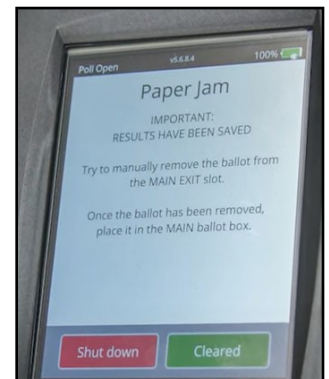 Poll Open v5.6.8.4 100%
Paper Jam
IMPORTANT:
RESULTS HAVE BEEN SAVED
Try to manually remove the ballot from
the MAIN EXIT slot.
Once the ballot has been removed,
place it in the MAIN ballot box.
Shut down Cleared